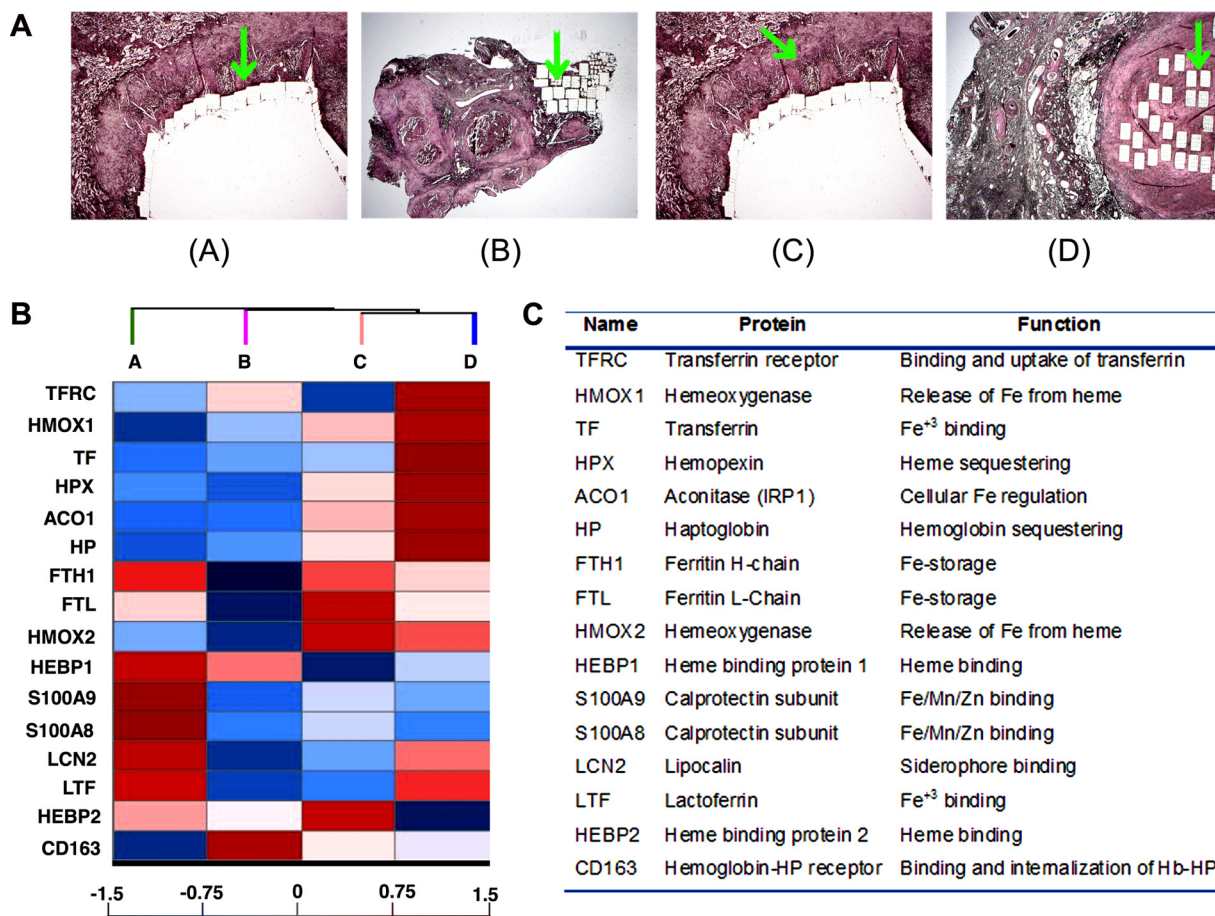 A
(A) (B) (C) (D)
B
A B C D
TFRC
HMOX1
TF
HPX
ACO1
HP
FTH1
FTL
HMOX2
HEBP1
S100A9
S100A8
LCN2
LTF
HEBP2
CD163
-1.5 -0.75 0 0.75 1.5
C
Name Protein Function
TFRC Transferrin receptor Binding and uptake of transferrin
HMOX1 Hemeoxygenase Release of Fe from heme
TF Transferrin Fe⁺³ binding
HPX Hemopexin Heme sequestering
ACO1 Aconitase (IRP1) Cellular Fe regulation
HP Haptoglobin Hemoglobin sequestering
FTH1 Ferritin H-chain Fe-storage
FTL Ferritin L-Chain Fe-storage
HMOX2 Hemeoxygenase Release of Fe from heme
HEBP1 Heme binding protein 1 Heme binding
S100A9 Calprotectin subunit Fe/Mn/Zn binding
S100A8 Calprotectin subunit Fe/Mn/Zn binding
LCN2 Lipocalin Siderophore binding
LTF Lactoferrin Fe⁺³ binding
HEBP2 Heme binding protein 2 Heme binding
CD163 Hemoglobin-HP receptor Binding and internalization of Hb-HP